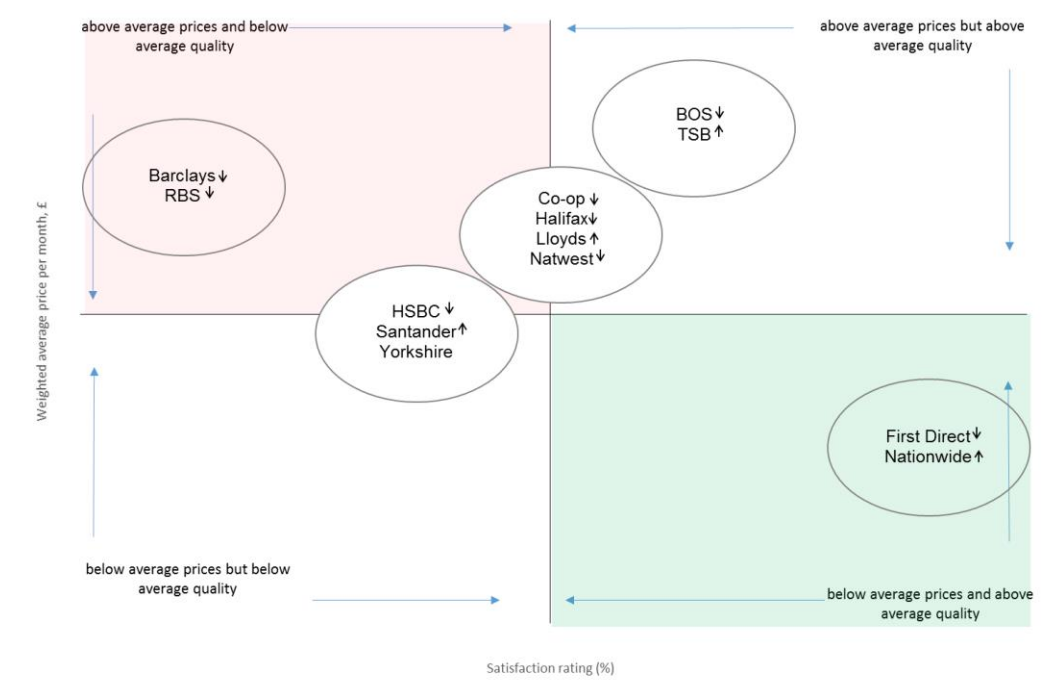 above average prices and below
average quality
above average prices but above
average quality
BOS↓
TSB↑
Barclays↓
RBS↓
Co-op↓
Halifax↓
Lloyds↑
Natwest↓
Weighted average price per month, £
HSBC↓
Santander↑
Yorkshire
First Direct↓
Nationwide↑
below average prices but below
average quality
below average prices and above
average quality
Satisfaction rating (%)